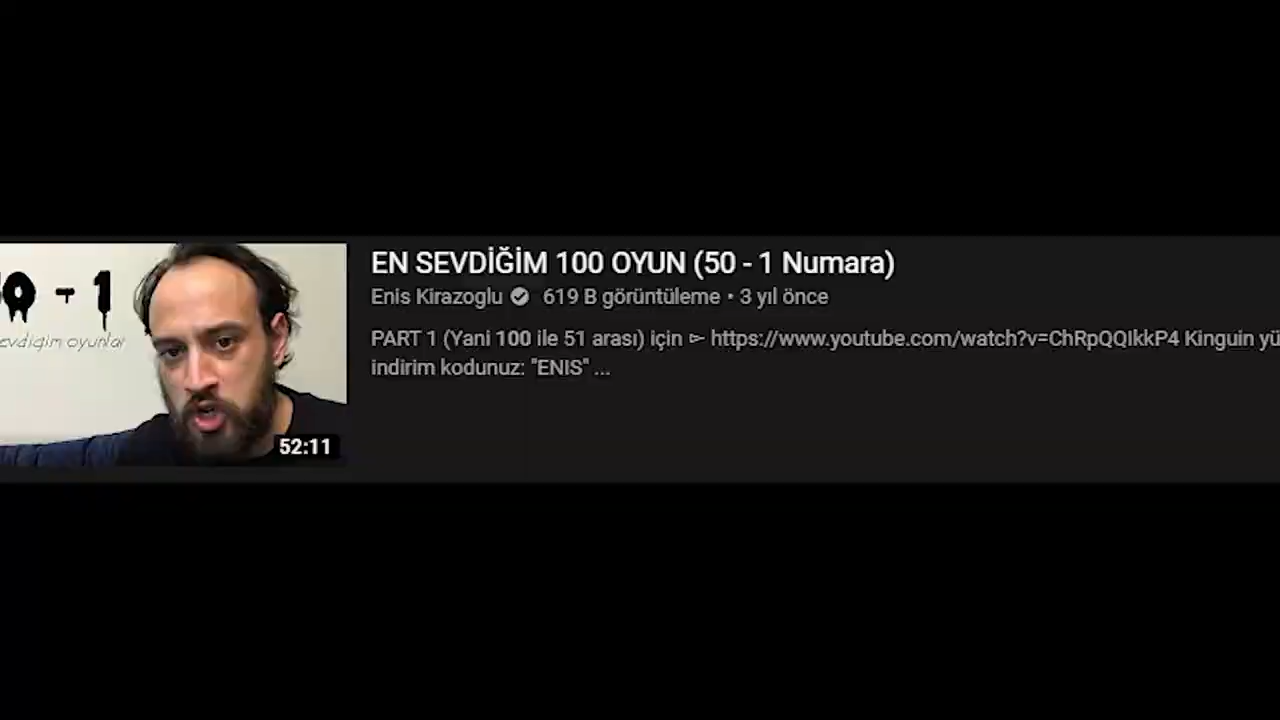 EN SEVDİĞİM 100 OYUN (50 - 1 Numara)
Enis Kirazoglu 619 B görüntüleme • 3 yıl önce
PART 1 (Yani 100 ile 51 arası) için ⊳ https://www.youtube.com/watch?v=ChRpQQIkkP4 Kinguin yü
indirim kodunuz: "ENIS" ...
0 - 1
evdiğim oyunlar
52:11